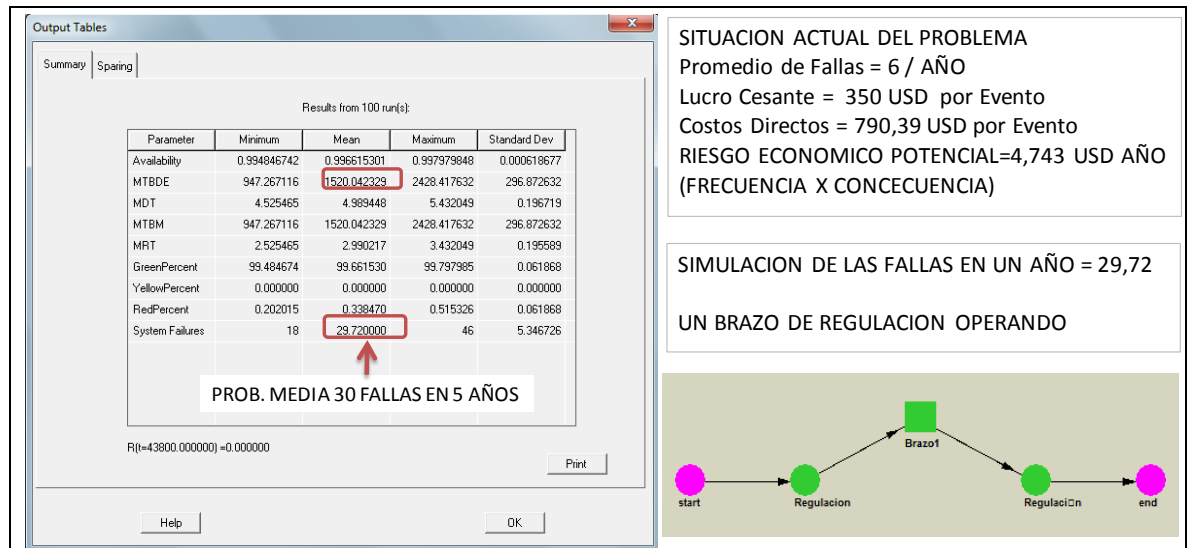 Output Tables
Summary Sparing
Results from 100 run(s):
Parameter Minimum Mean Maximum Standard Dev
Availability 0.994846742 0.996615301 0.997979848 0.000618677
MTBDE 947.267116 1520.042329 2428.417632 296.872632
MDT 4.525465 4.989448 5.432049 0.196719
MTBM 947.267116 1520.042329 2428.417632 296.872632
MRT 2.525465 2.990217 3.432049 0.195589
GreenPercent 99.484674 99.661530 99.797985 0.061868
YellowPercent 0.000000 0.000000 0.000000 0.000000
RedPercent 0.202015 0.338470 0.515326 0.061868
System Failures 18 29.720000 46 5.346726
PROB. MEDIA 30 FALLAS EN 5 AÑOS
R(t=43800.000000) =0.000000
Print
Help OK
SITUACION ACTUAL DEL PROBLEMA
Promedio de Fallas = 6 / AÑO
Lucro Cesante = 350 USD por Evento
Costos Directos = 790,39 USD por Evento
RIESGO ECONOMICO POTENCIAL=4,743 USD AÑO
(FRECUENCIA X CONCECUENCIA)
SIMULACION DE LAS FALLAS EN UN AÑO = 29,72
UN BRAZO DE REGULACION OPERANDO
Brazo1
start Regulacion Regulaci□n end